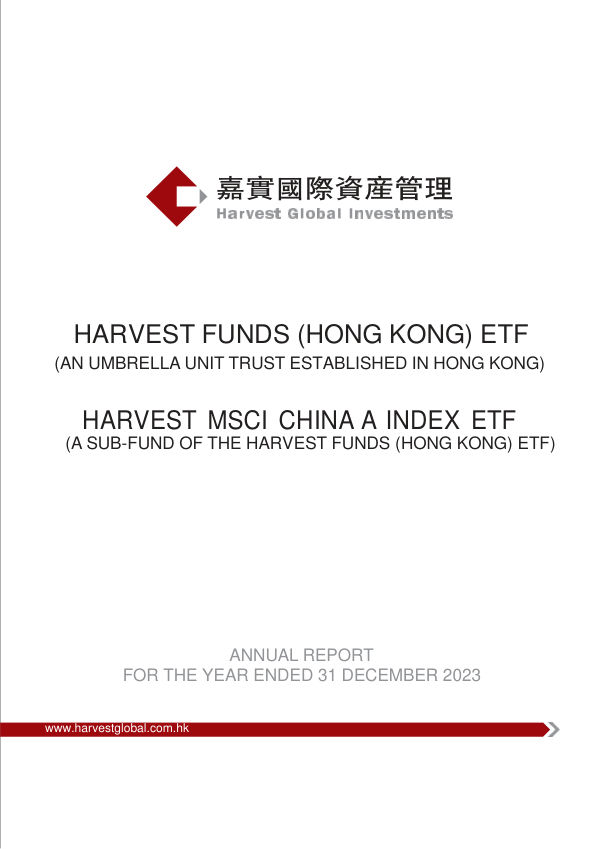 嘉實國際資産管理
Harvest Global Investments
HARVEST FUNDS (HONG KONG) ETF
(AN UMBRELLA UNIT TRUST ESTABLISHED IN HONG KONG)
HARVEST MSCI CHINA A INDEX ETF
(A SUB-FUND OF THE HARVEST FUNDS (HONG KONG) ETF)
ANNUAL REPORT
FOR THE YEAR ENDED 31 DECEMBER 2023
www.harvestglobal.com.hk